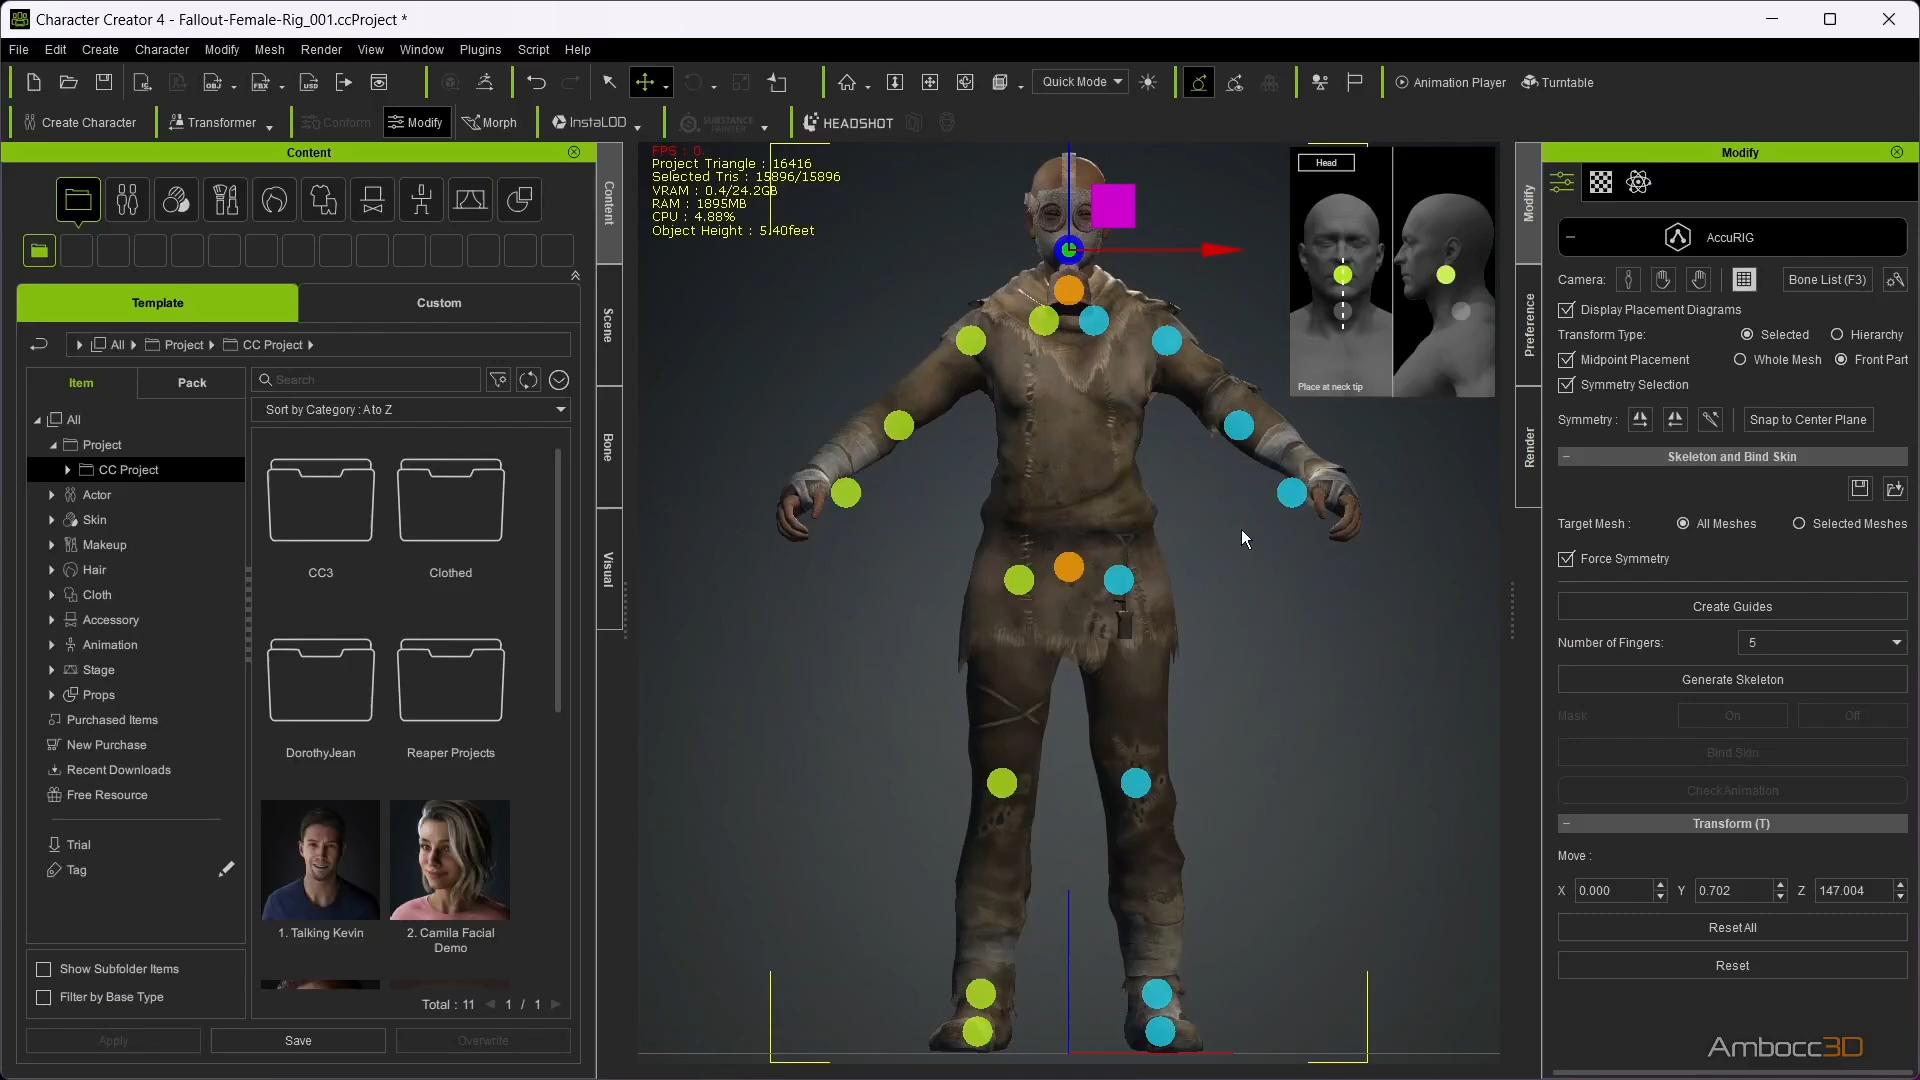 Character Creator 4 - Fallout-Female-Rig_001.ccProject *
File Edit Create Character Modify Mesh Render View Window Plugins Script Help
Quick Mode
Animation Player
Turntable
Create Character
Transformer
Conform
Modify
Morph
InstaLOD
SUBSTANCE PAINTER
HEADSHOT
Content
Template
Custom
All
Project
CC Project
Item
Pack
Search
Sort by Category : A to Z
All
Project
CC Project
Actor
Skin
Makeup
Hair
Cloth
Accessory
Animation
Stage
Props
Purchased Items
New Purchase
Recent Downloads
Free Resource
Trial
Tag
Show Subfolder Items
Filter by Base Type
CC3
Clothed
DorothyJean
Reaper Projects
1. Talking Kevin
2. Camila Facial Demo
Total : 11
1 / 1
Apply
Save
Overwrite
Content
Scene
Bone
Visual
FPS : 0.
Project Triangle : 16416
Selected Tris : 15896/15896
VRAM : 0.4/24.2GB
RAM : 1895MB
CPU : 4.88%
Object Height : 5.40feet
Head
Place at neck tip
Modify
Preference
Render
Modify
AccuRIG
Camera:
Bone List (F3)
Display Placement Diagrams
Transform Type: Selected Hierarchy
Midpoint Placement Whole Mesh Front Part
Symmetry Selection
Symmetry : Snap to Center Plane
Skeleton and Bind Skin
Target Mesh : All Meshes Selected Meshes
Force Symmetry
Create Guides
Number of Fingers: 5
Generate Skeleton
Mask On Off
Bind Skin
Check Animation
Transform (T)
Move :
X 0.000 Y 0.702 Z 147.004
Reset All
Reset
Ambocc3D